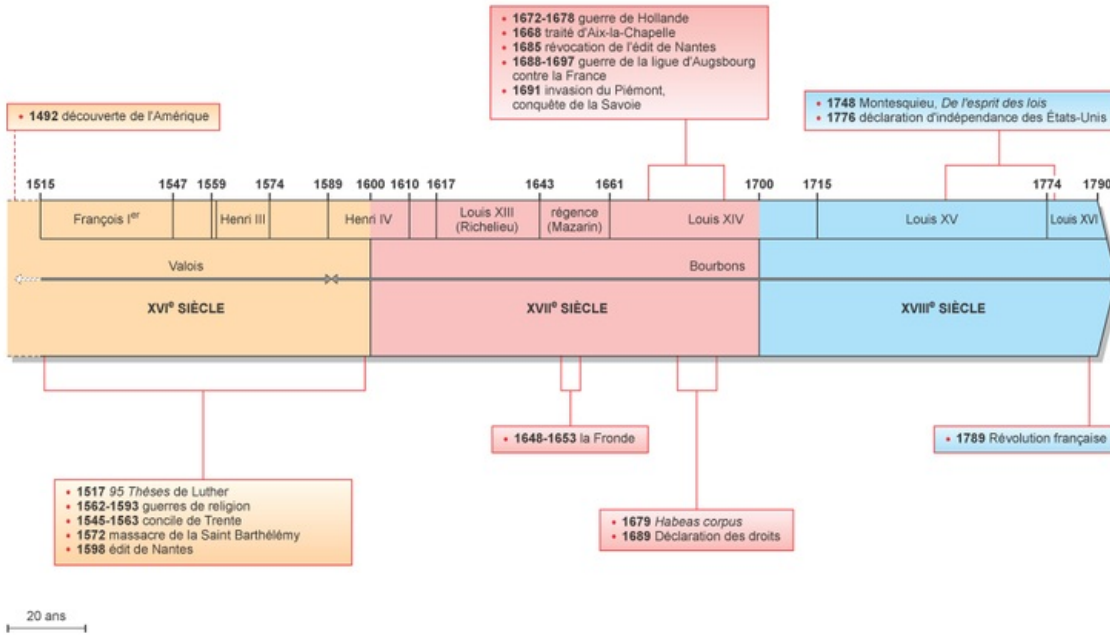 • 1672-1678 guerre de Hollande
• 1668 traité d'Aix-la-Chapelle
• 1685 révocation de l'édit de Nantes
• 1688-1697 guerre de la ligue d'Augsbourg
contre la France
• 1691 invasion du Piémont,
conquête de la Savoie
• 1492 découverte de l'Amérique
• 1748 Montesquieu, De l'esprit des lois
• 1776 déclaration d'indépendance des États-Unis
1515 1547 1559 1574 1589 1600 1610 1617 1643 1661 1700 1715 1774 1790
François Ier Henri III Henri IV Louis XIII
(Richelieu) régence
(Mazarin) Louis XIV Louis XV Louis XVI
Valois Bourbons
XVIe SIÈCLE XVIIe SIÈCLE XVIIIe SIÈCLE
• 1648-1653 la Fronde
• 1789 Révolution française
• 1517 95 Théses de Luther
• 1562-1593 guerres de religion
• 1545-1563 concile de Trente
• 1572 massacre de la Saint Barthélémy
• 1598 édit de Nantes
• 1679 Habeas corpus
• 1689 Déclaration des droits
20 ans